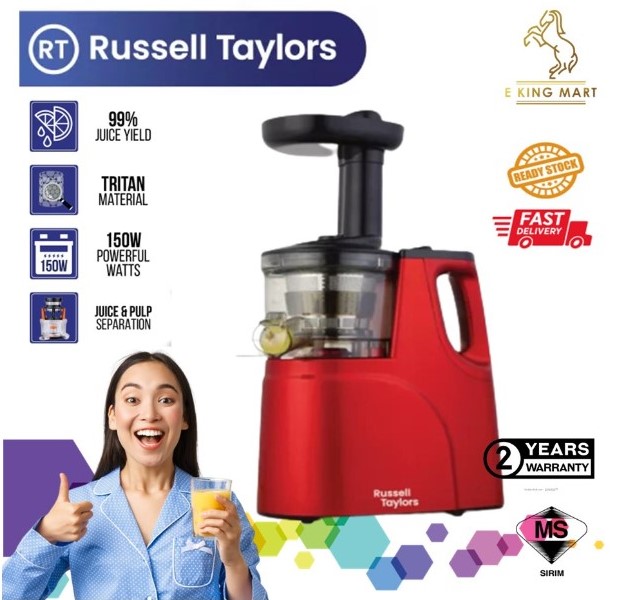 RT Russell Taylors
E KING MART
99%
JUICE YIELD
TRITAN
MATERIAL
150W
150W
POWERFUL
WATTS
JUICE & PULP
SEPARATION
READY STOCK
FAST
DELIVERY
Russell
Taylors
2 YEARS
WARRANTY
MS
SIRIM